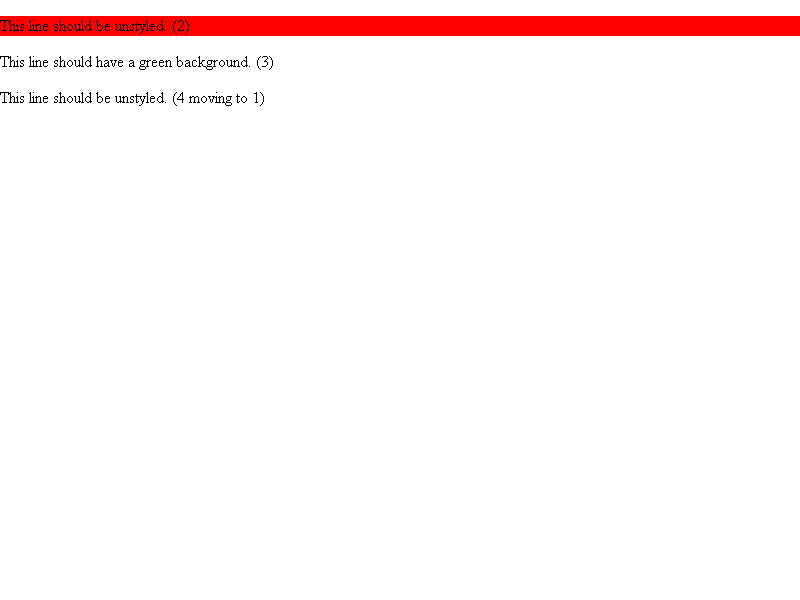 This line should be unstyled. (2)
This line should have a green background. (3)
This line should be unstyled. (4 moving to 1)